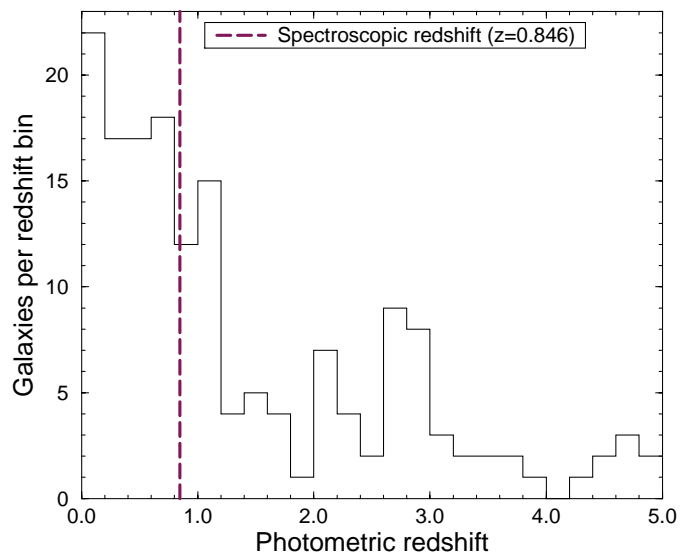 Spectroscopic redshift (z=0.846)
Galaxies per redshift bin
20
15
10
5
0
0.0 1.0 2.0 3.0 4.0 5.0
Photometric redshift